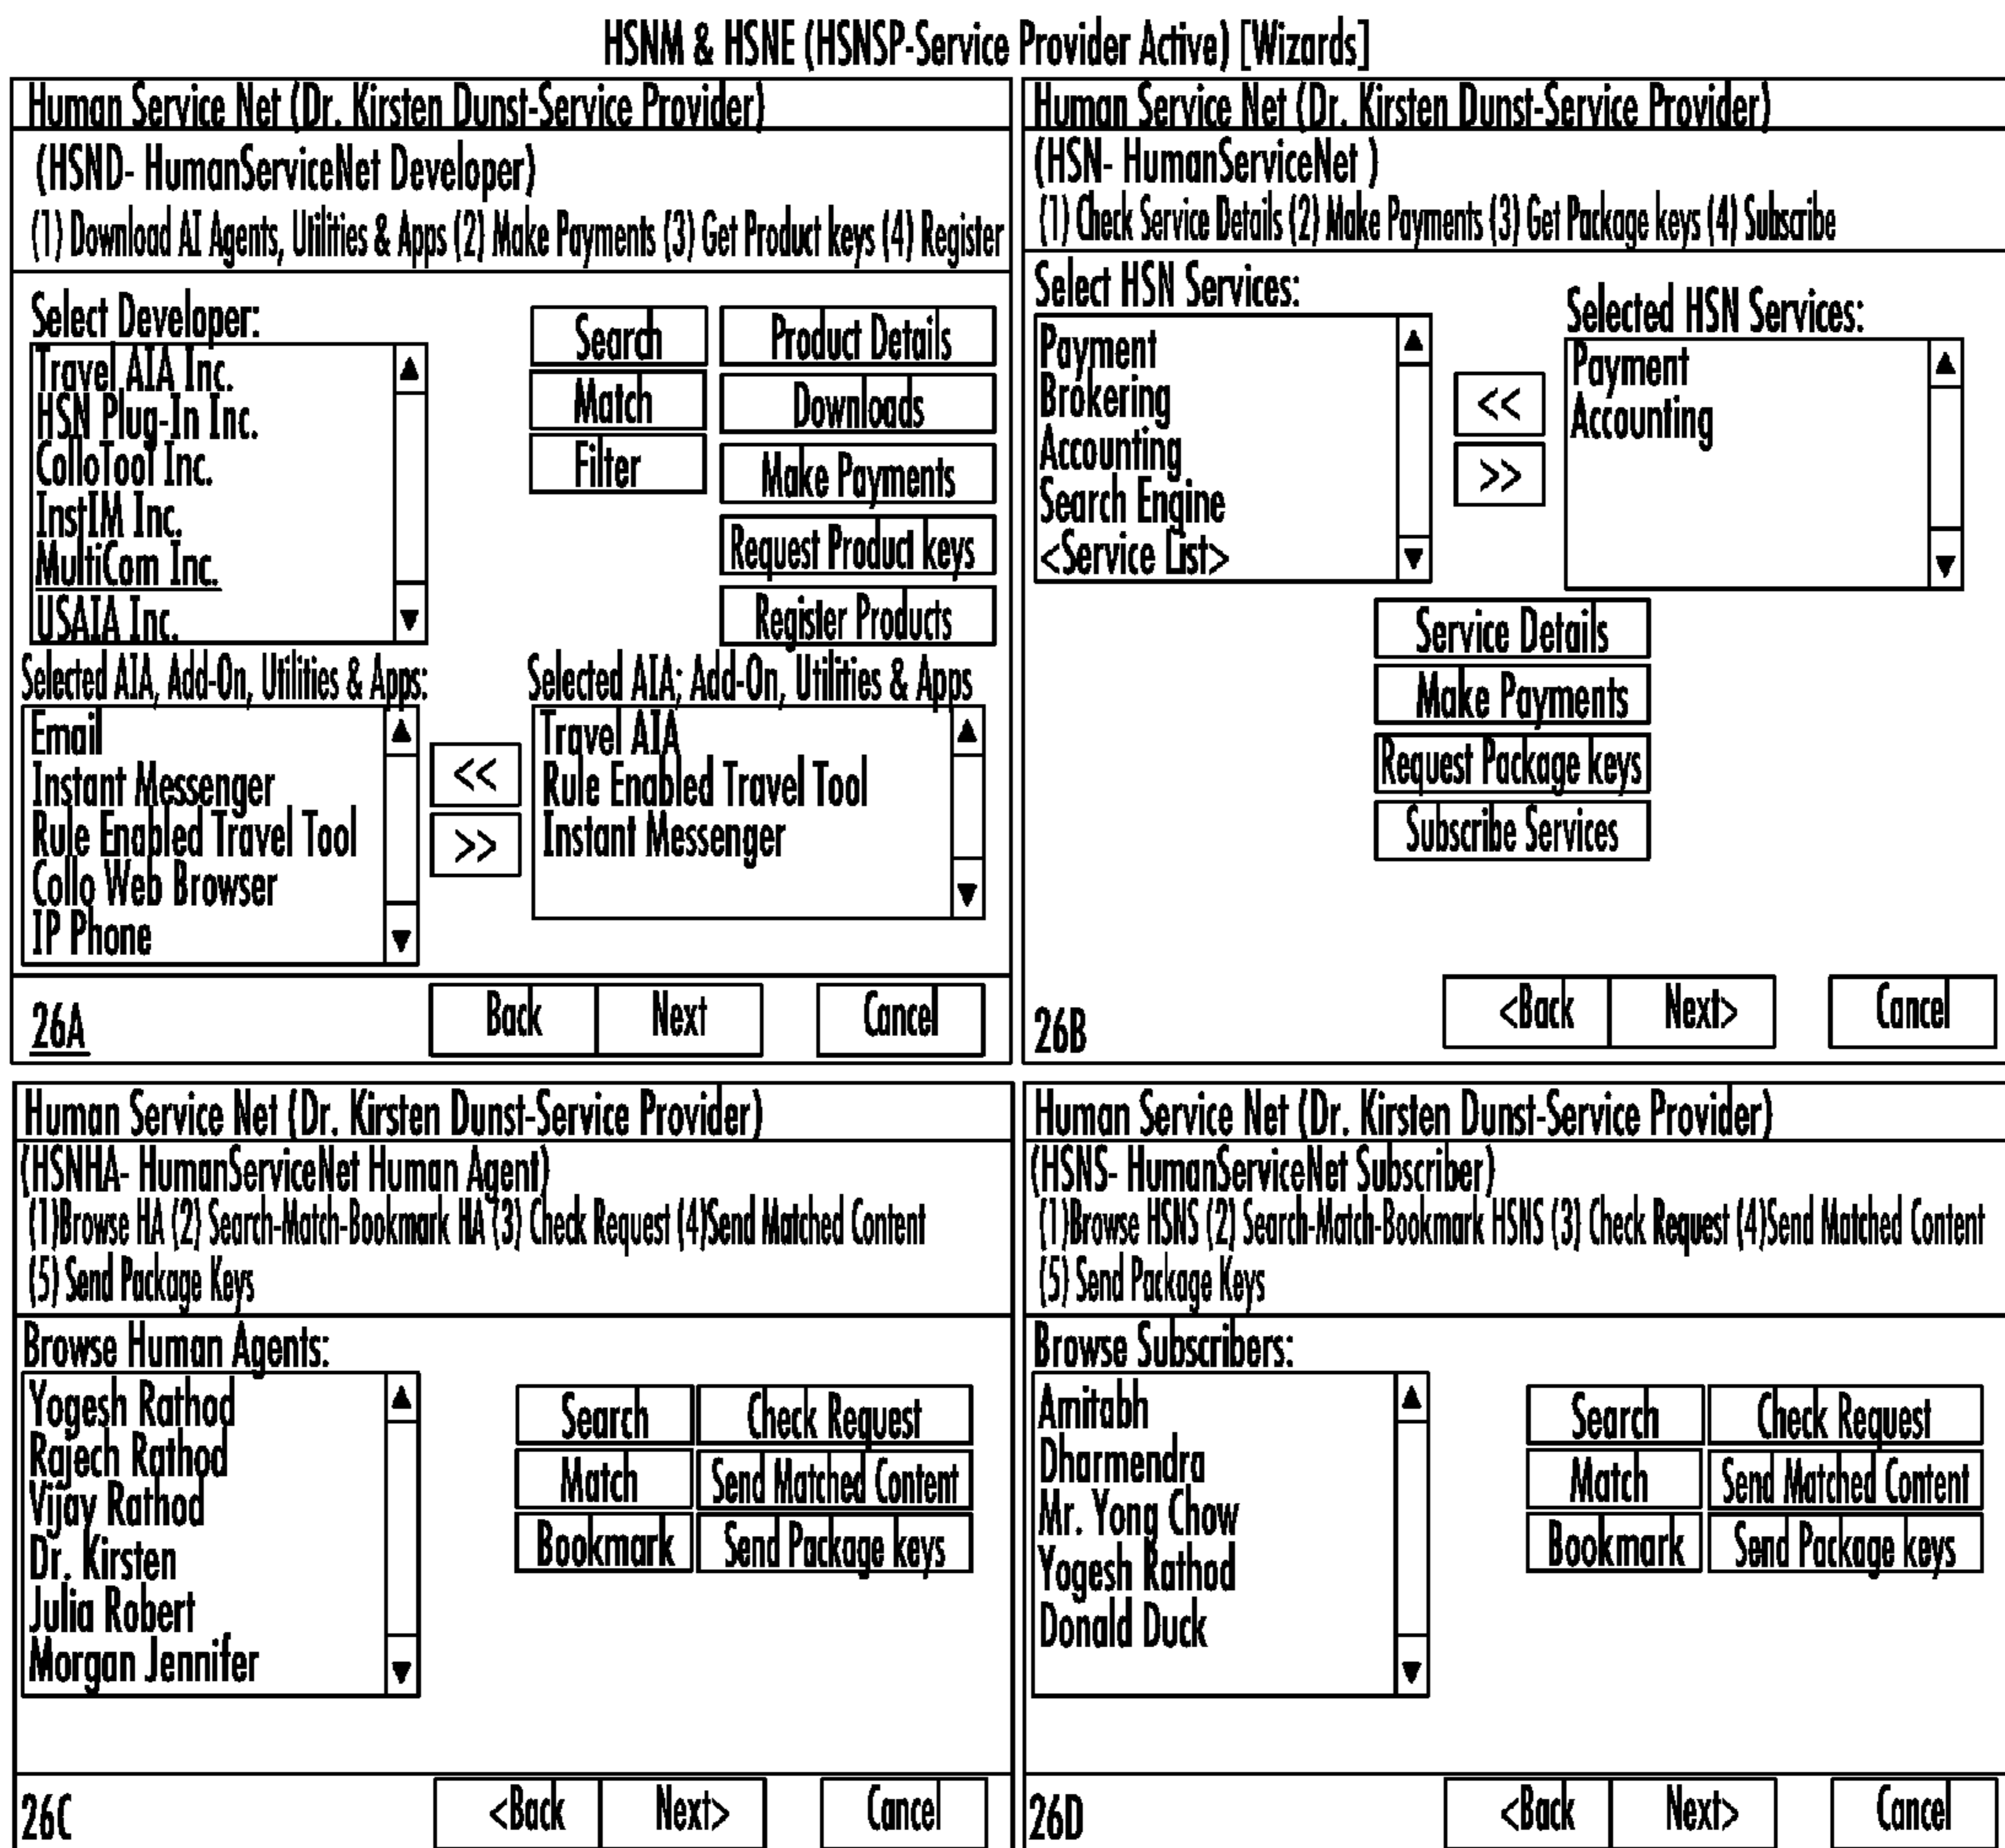 HSNM & HSNE (HSNSP-Service Provider Active) [Wizards]
Human Service Net (Dr. Kirsten Dunst-Service Provider)
(HSND- HumanServiceNet Developer)
(1) Download AI Agents, Utilities & Apps (2) Make Payments (3) Get Product keys (4) Register
Select Developer:
Travel AIA Inc.
HSN Plug-In Inc.
ColloTool Inc.
InstIM Inc.
MultiCom Inc.
USAIA Inc.
Search
Match
Filter
Product Details
Downloads
Make Payments
Request Product keys
Register Products
Selected AIA, Add-On, Utilities & Apps:
Email
Instant Messenger
Rule Enabled Travel Tool
Collo Web Browser
IP Phone
<<
>>
Selected AIA; Add-On, Utilities & Apps
Travel AIA
Rule Enabled Travel Tool
Instant Messenger
26A
Back
Next
Cancel
Human Service Net (Dr. Kirsten Dunst-Service Provider)
(HSN- HumanServiceNet )
(1) Check Service Details (2) Make Payments (3) Get Package keys (4) Subscribe
Select HSN Services:
Payment
Brokering
Accounting
Search Engine
<Service List>
<<
>>
Selected HSN Services:
Payment
Accounting
Service Details
Make Payments
Request Package keys
Subscribe Services
26B
<Back
Next>
Cancel
Human Service Net (Dr. Kirsten Dunst-Service Provider)
(HSNHA- HumanServiceNet Human Agent)
(1)Browse HA (2) Search-Match-Bookmark HA (3) Check Request (4)Send Matched Content
(5) Send Package Keys
Browse Human Agents:
Yogesh Rathod
Rajech Rathod
Vijay Rathod
Dr. Kirsten
Julia Robert
Morgan Jennifer
Search
Match
Bookmark
Check Request
Send Matched Content
Send Package keys
26C
<Back
Next>
Cancel
Human Service Net (Dr. Kirsten Dunst-Service Provider)
(HSNS- HumanServiceNet Subscriber)
(1)Browse HSNS (2) Search-Match-Bookmark HSNS (3) Check Request (4)Send Matched Content
(5) Send Package Keys
Browse Subscribers:
Amitabh
Dharmendra
Mr. Yong Chow
Yogesh Rathod
Donald Duck
Search
Match
Bookmark
Check Request
Send Matched Content
Send Package keys
26D
<Back
Next>
Cancel